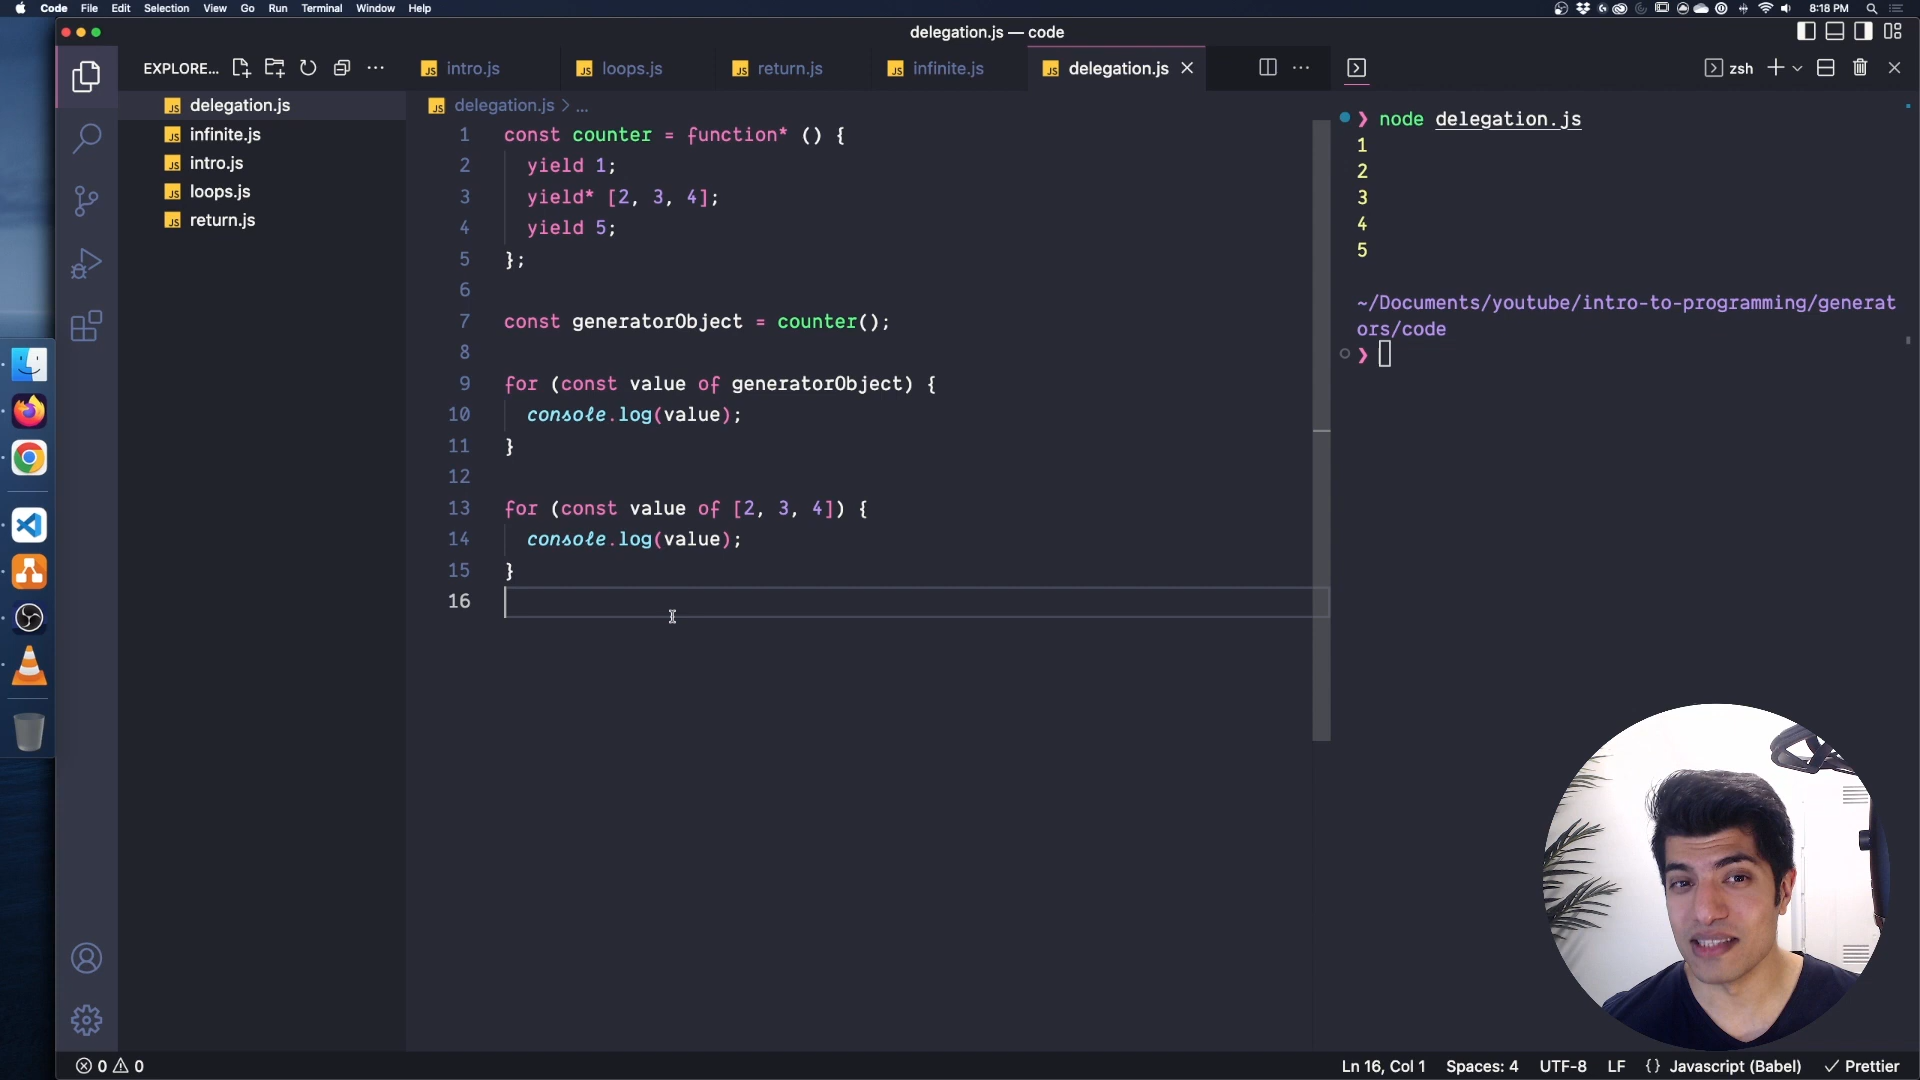 Code File Edit Selection View Go Run Terminal Window Help 8:18 PM
delegation.js — code
EXPLORE...
intro.js loops.js return.js infinite.js delegation.js
zsh
delegation.js
infinite.js
intro.js
loops.js
return.js
delegation.js > ...
1 const counter = function* () {
2 yield 1;
3 yield* [2, 3, 4];
4 yield 5;
5 };
6
7 const generatorObject = counter();
8
9 for (const value of generatorObject) {
10 console.log(value);
11 }
12
13 for (const value of [2, 3, 4]) {
14 console.log(value);
15 }
16
❯ node delegation.js
1
2
3
4
5
~/Documents/youtube/intro-to-programming/generat
ors/code
❯
0 0
Ln 16, Col 1 Spaces: 4 UTF-8 LF {} Javascript (Babel) ✓ Prettier